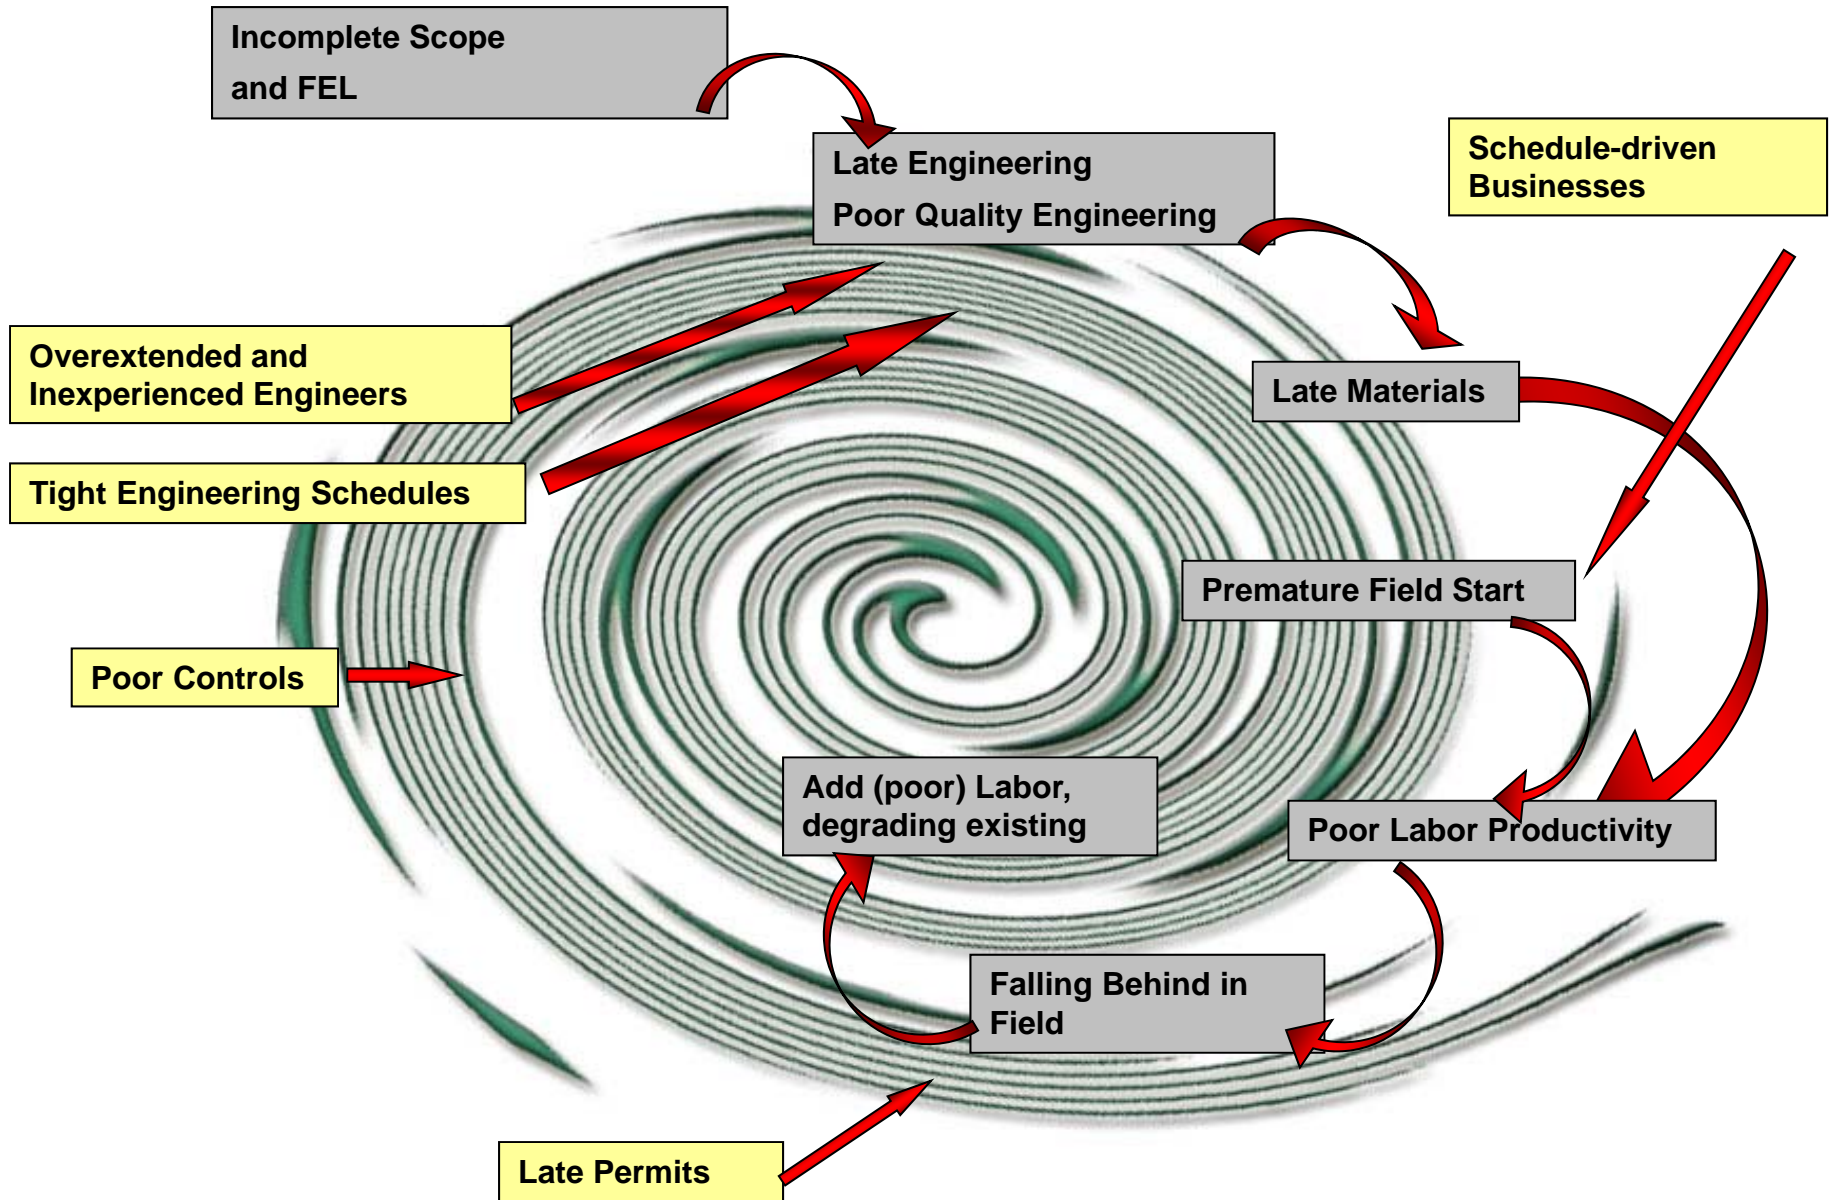 Incomplete Scope
and FEL
Late Engineering
Poor Quality Engineering
Schedule-driven
Businesses
Overextended and
Inexperienced Engineers
Late Materials
Tight Engineering Schedules
Premature Field Start
Poor Controls
Add (poor) Labor,
degrading existing
Poor Labor Productivity
Falling Behind in
Field
Late Permits